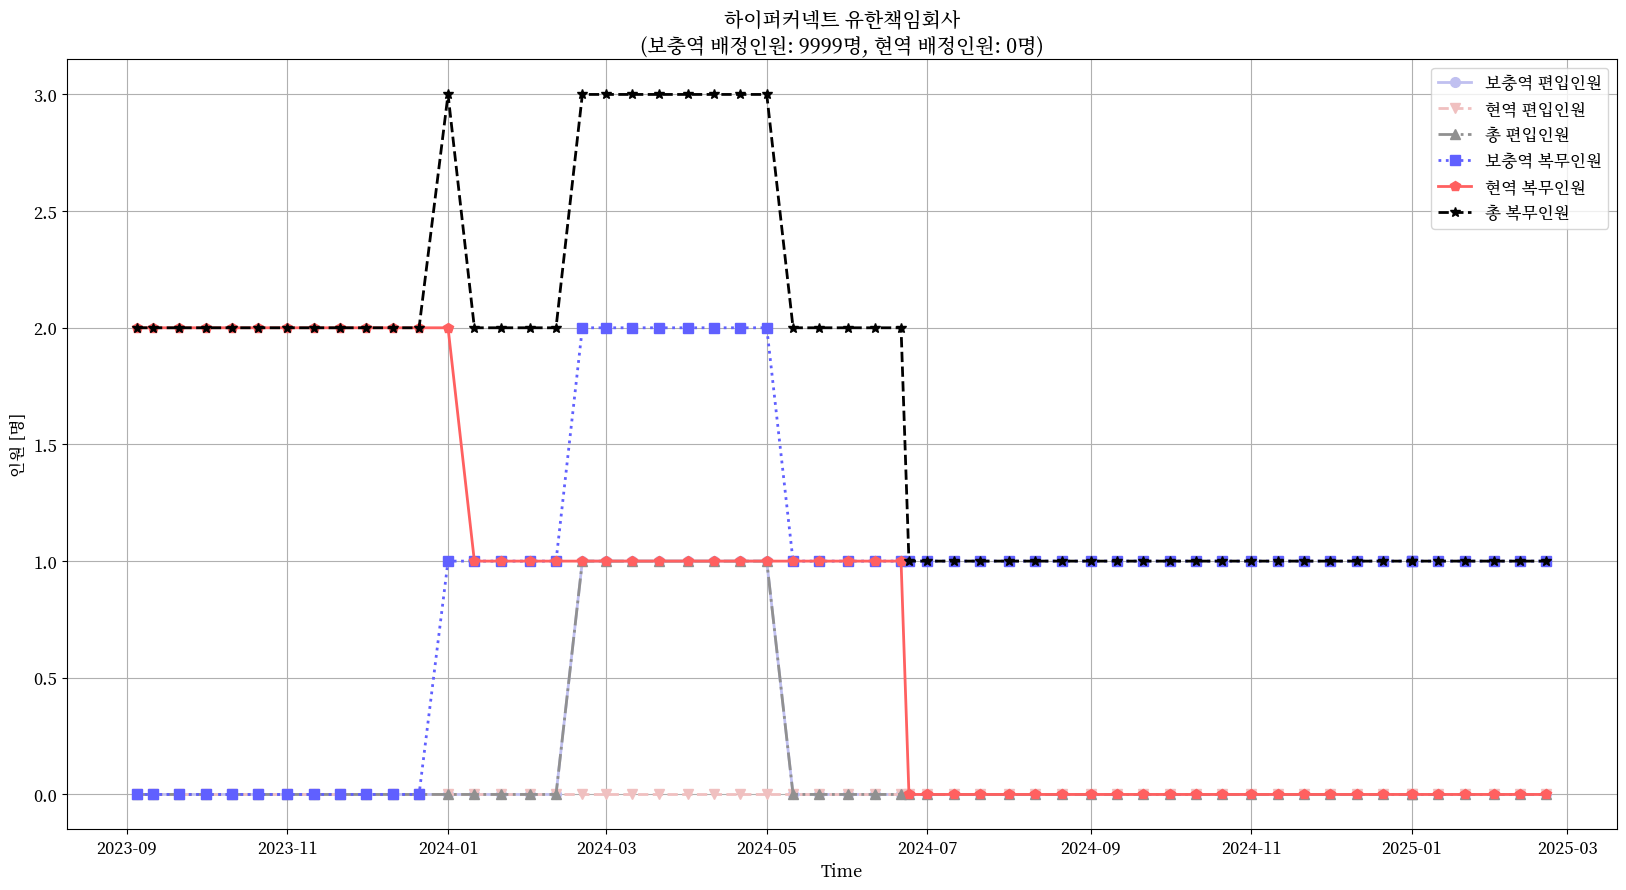 하이퍼커넥트 유한책임회사
(보충역 배정인원: 9999명, 현역 배정인원: 0명)
보충역 편입인원
현역 편입인원
총 편입인원
보충역 복무인원
현역 복무인원
총 복무인원
인원 [명]
3.0
2.5
2.0
1.5
1.0
0.5
0.0
2023-09 2023-11 2024-01 2024-03 2024-05 2024-07 2024-09 2024-11 2025-01 2025-03
Time